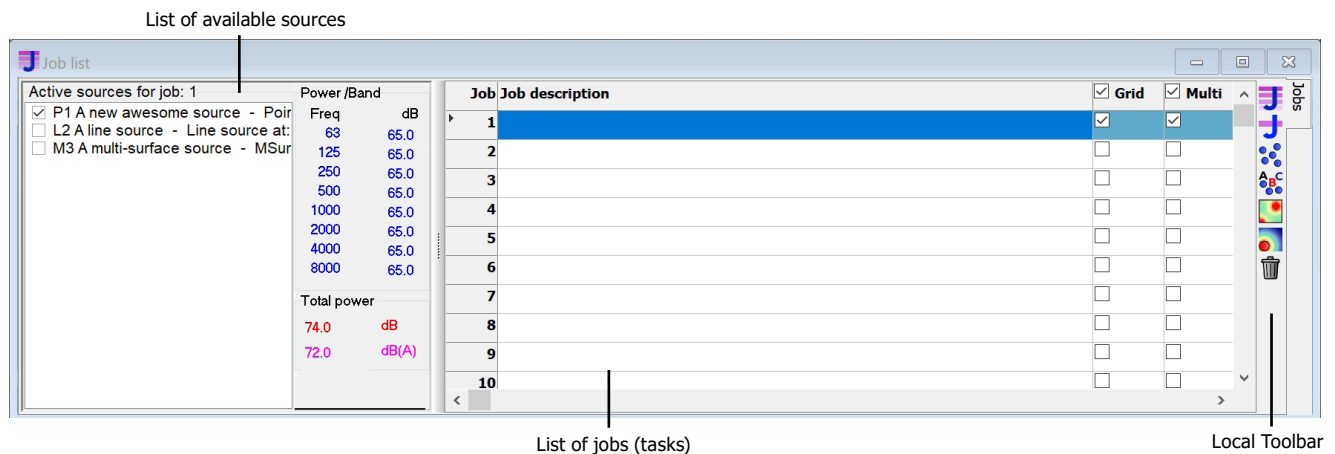 List of available sources
Job list
Active sources for job: 1
P1 A new awesome source - Poir
L2 A line source - Line source at:
M3 A multi-surface source - MSur
Power /Band
Freq dB
63 65.0
125 65.0
250 65.0
500 65.0
1000 65.0
2000 65.0
4000 65.0
8000 65.0
Total power
74.0 dB
72.0 dB(A)
Job Job description Grid Multi
1
2
3
4
5
6
7
8
9
10
J
J
A B C
Jobs
List of jobs (tasks)
Local Toolbar